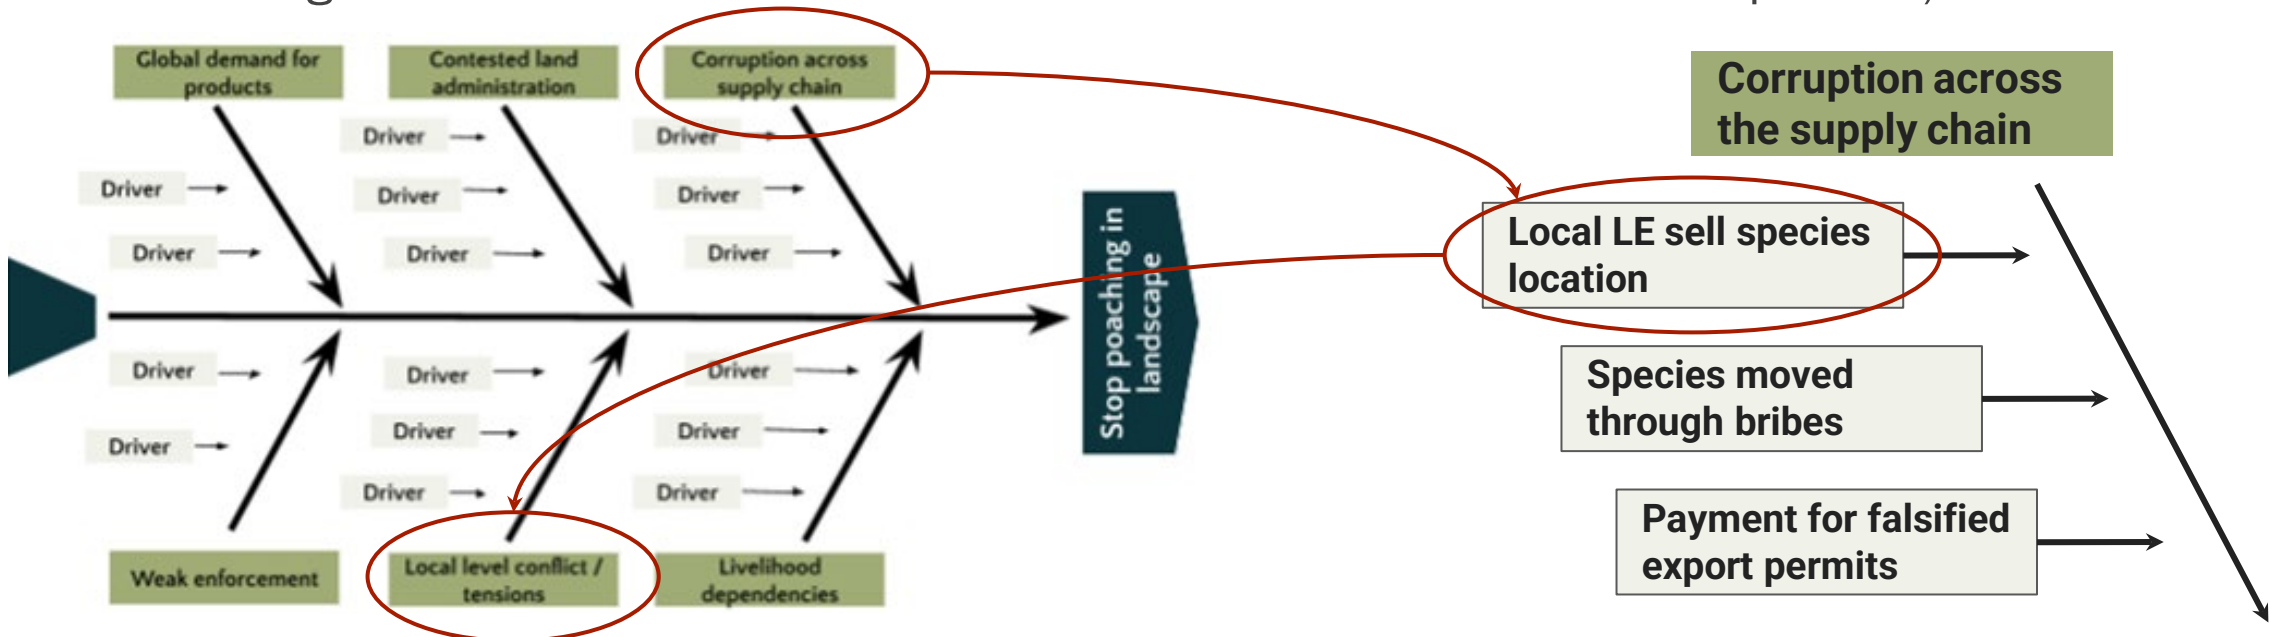 Global demand for
products
Contested land
administration
Corruption across
supply chain
Driver
Driver
Driver
Driver
Driver
Driver
Driver
Driver
Stop poaching in
landscape
Driver
Driver
Driver
Driver
Driver
Driver
Driver
Driver
Weak enforcement
Local level conflict /
tensions
Livelihood
dependencies
Corruption across
the supply chain
Local LE sell species
location
Species moved
through bribes
Payment for falsified
export permits